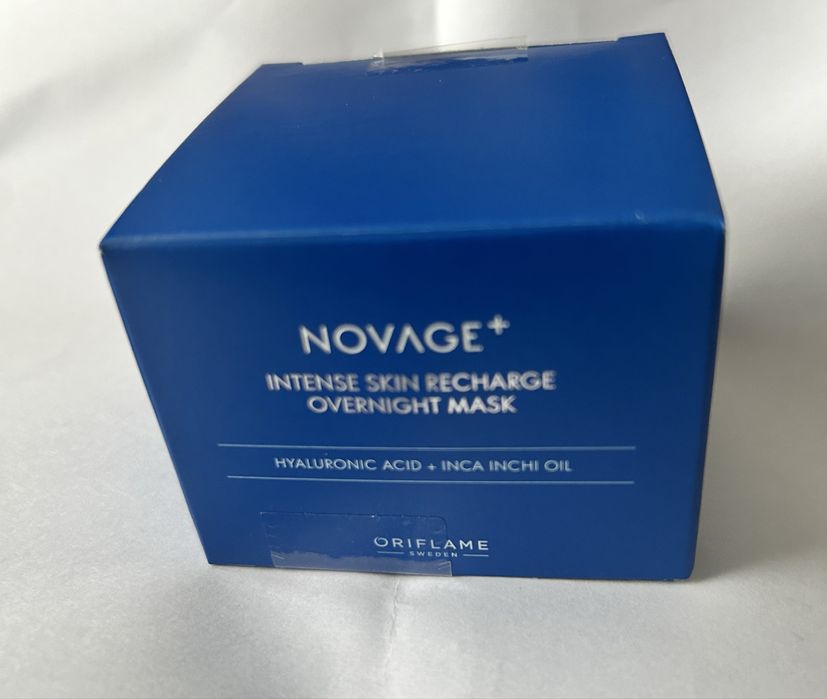 NOVAGE+
INTENSE SKIN RECHARGE
OVERNIGHT MASK
HYALURONIC ACID + INCA INCHI OIL
ORIFLAME
SWEDEN